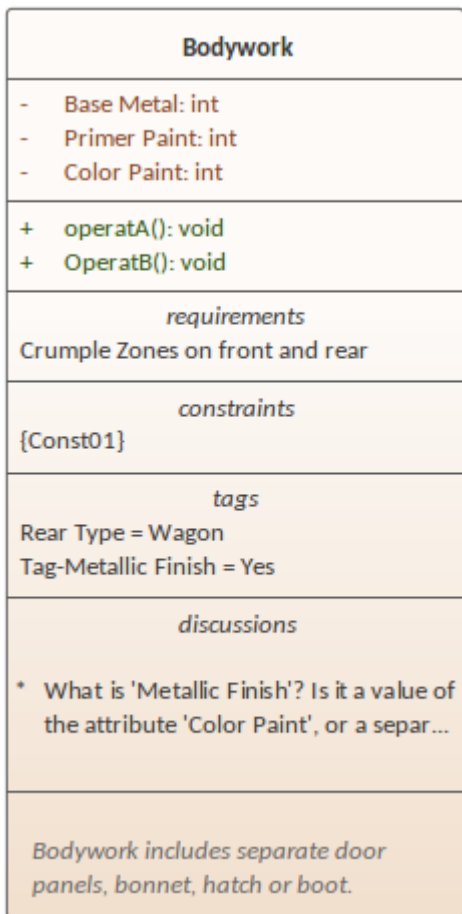 Bodywork
- Base Metal: int
- Primer Paint: int
- Color Paint: int
+ operatA(): void
+ OperatB(): void
requirements
Crumple Zones on front and rear
constraints
{Const01}
tags
Rear Type = Wagon
Tag-Metallic Finish = Yes
discussions
* What is 'Metallic Finish'? Is it a value of
the attribute 'Color Paint', or a separ...
Bodywork includes separate door
panels, bonnet, hatch or boot.